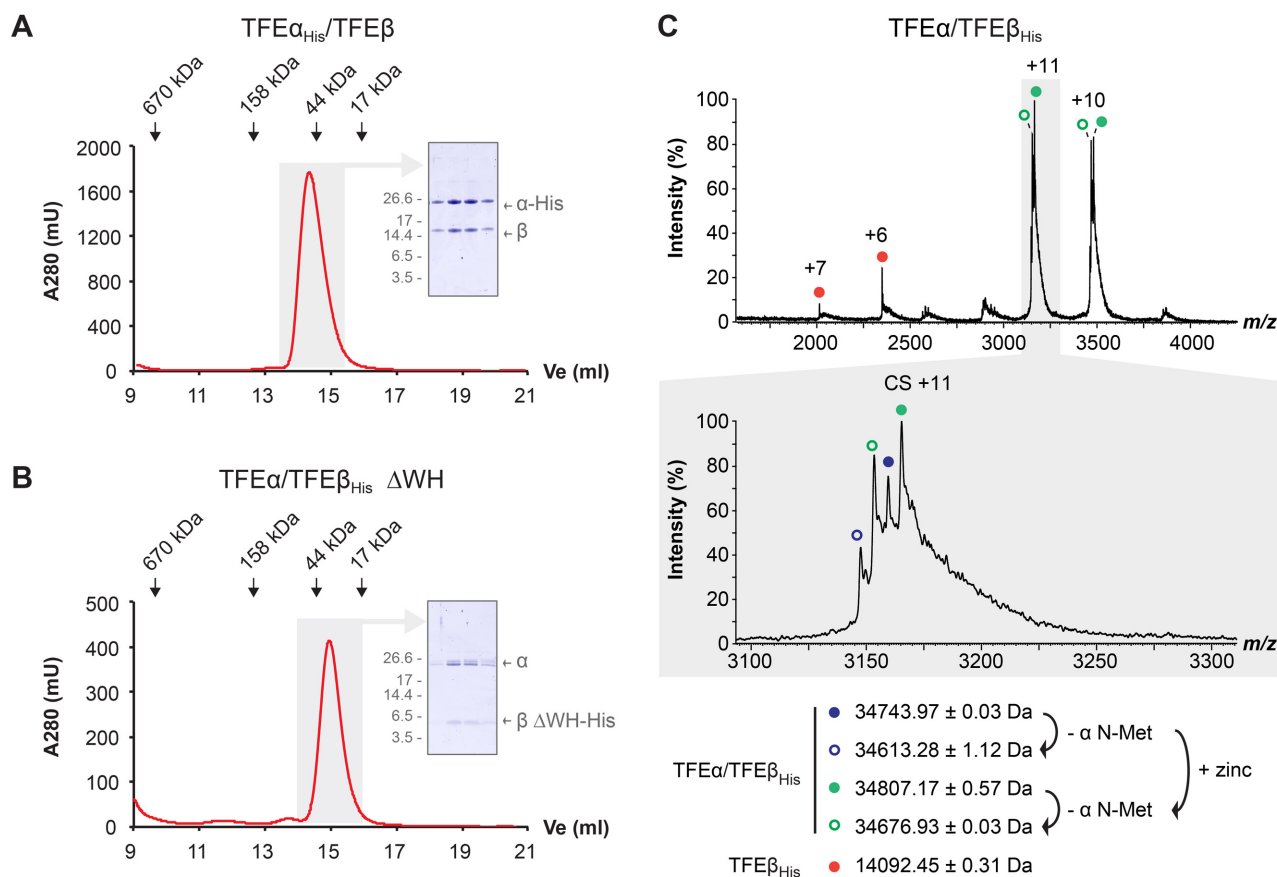 A
TFEαHis/TFEβ
670 kDa
158 kDa
44 kDa
17 kDa
2000
1600
1200
800
400
0
A280 (mU)
9 11 13 15 17 19 21
Ve (ml)
26.6 -
17 -
14.4 -
6.5 -
3.5 -
←α-His
←β
B
TFEα/TFEβHis ΔWH
670 kDa
158 kDa
44 kDa
17 kDa
500
400
300
200
100
0
A280 (mU)
9 11 13 15 17 19 21
Ve (ml)
26.6 -
17 -
14.4 -
6.5 -
3.5 -
←α
←β ΔWH-His
C
TFEα/TFEβHis
+11
+10
+6
+7
100
80
60
40
20
0
Intensity (%)
2000 2500 3000 3500 4000 m/z
CS +11
100
80
60
40
20
0
Intensity (%)
3100 3150 3200 3250 3300 m/z
TFEα/TFEβHis
34743.97 ± 0.03 Da
34613.28 ± 1.12 Da
34807.17 ± 0.57 Da
34676.93 ± 0.03 Da
- α N-Met
- α N-Met
+ zinc
TFEβHis 14092.45 ± 0.31 Da